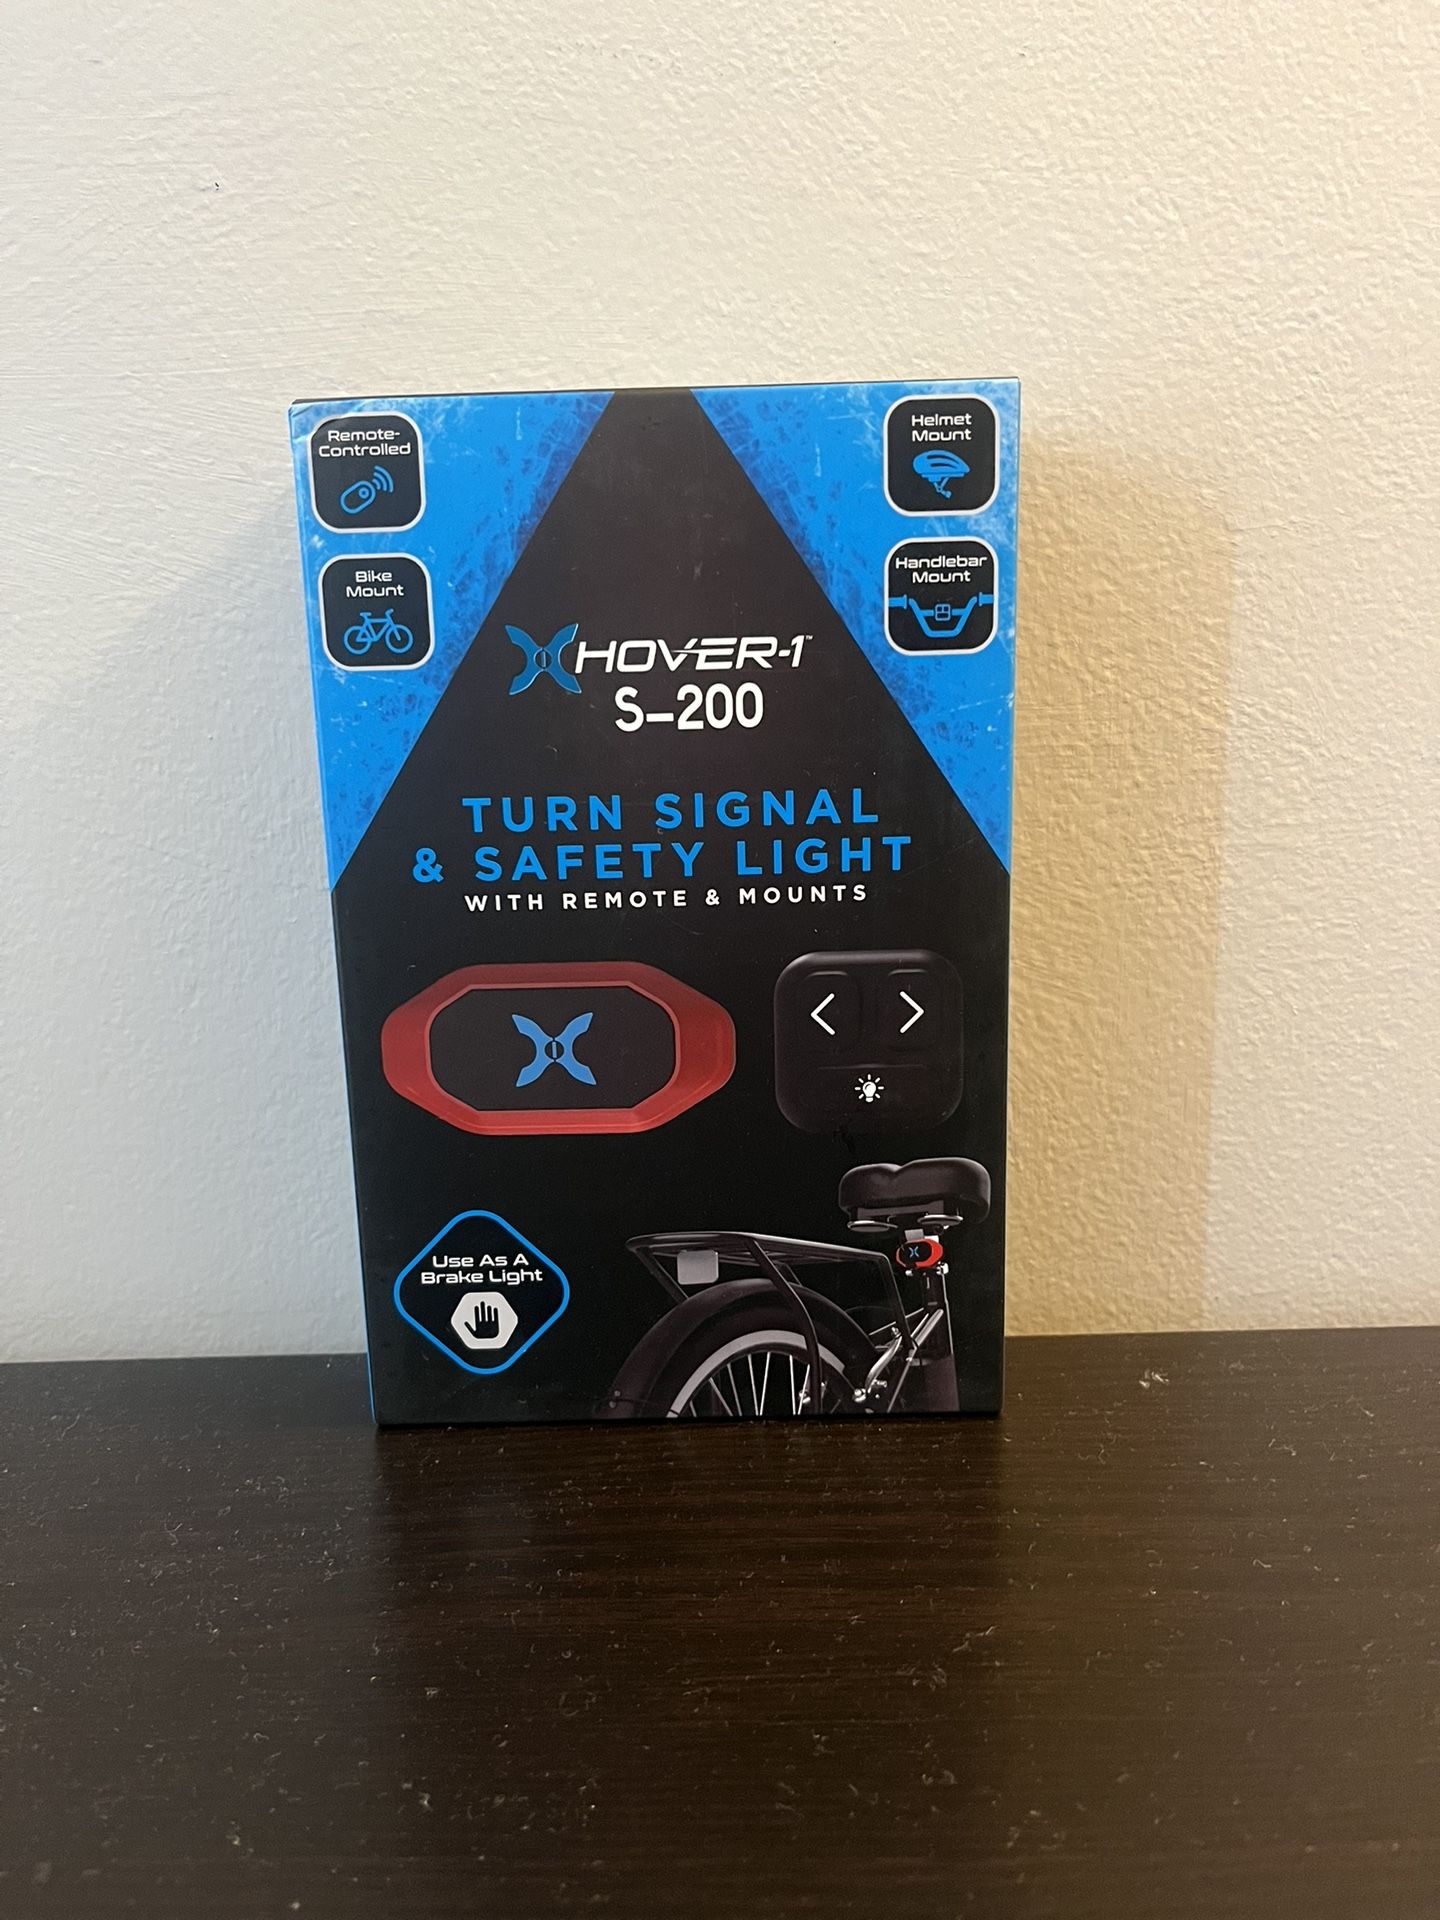 Remote-
Controlled
Helmet
Mount
Bike
Mount
Handlebar
Mount
HOVER-1™
S-200
TURN SIGNAL
& SAFETY LIGHT
WITH REMOTE & MOUNTS
Use As A
Brake Light